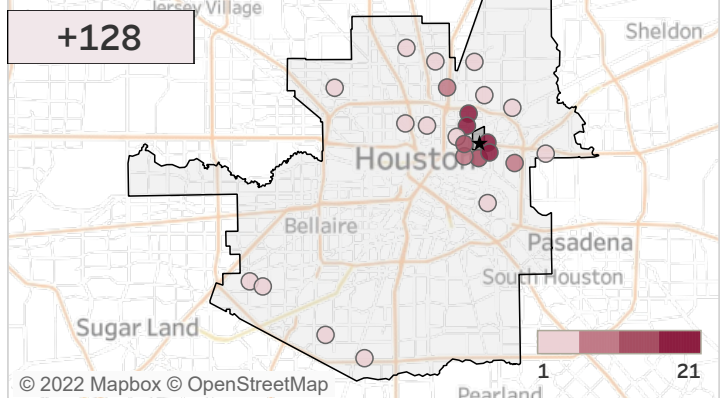 Jersey Village
+128
Sheldon
Houston
Bellaire
Pasadena
South Houston
Sugar Land
1
21
© 2022 Mapbox © OpenStreetMap
Pearland